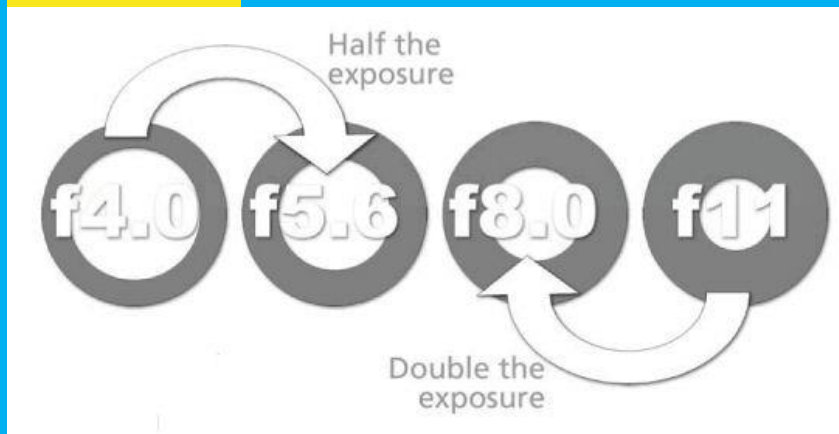 Half the
exposure
f4.0 f5.6 f8.0 f11
Double the
exposure